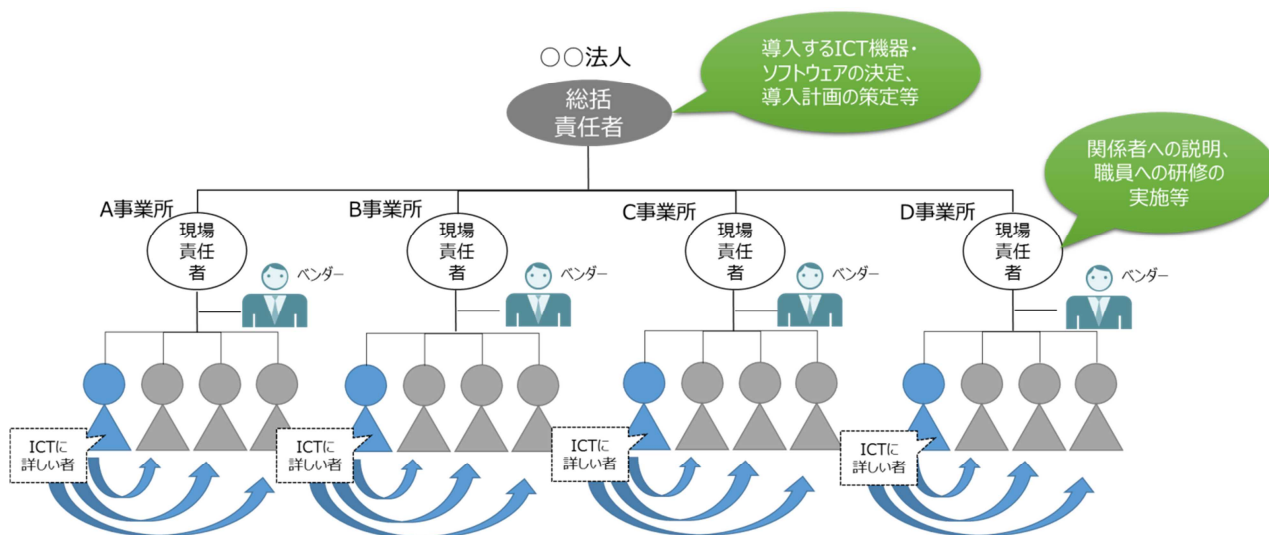 ○○法人
総括
責任者
導入するICT機器・
ソフトウェアの決定、
導入計画の策定等
関係者への説明、
職員への研修の
実施等
A事業所
現場
責任
者
ベンダー
B事業所
現場
責任
者
ベンダー
C事業所
現場
責任
者
ベンダー
D事業所
現場
責任
者
ベンダー
ICTに
詳しい者
ICTに
詳しい者
ICTに
詳しい者
ICTに
詳しい者